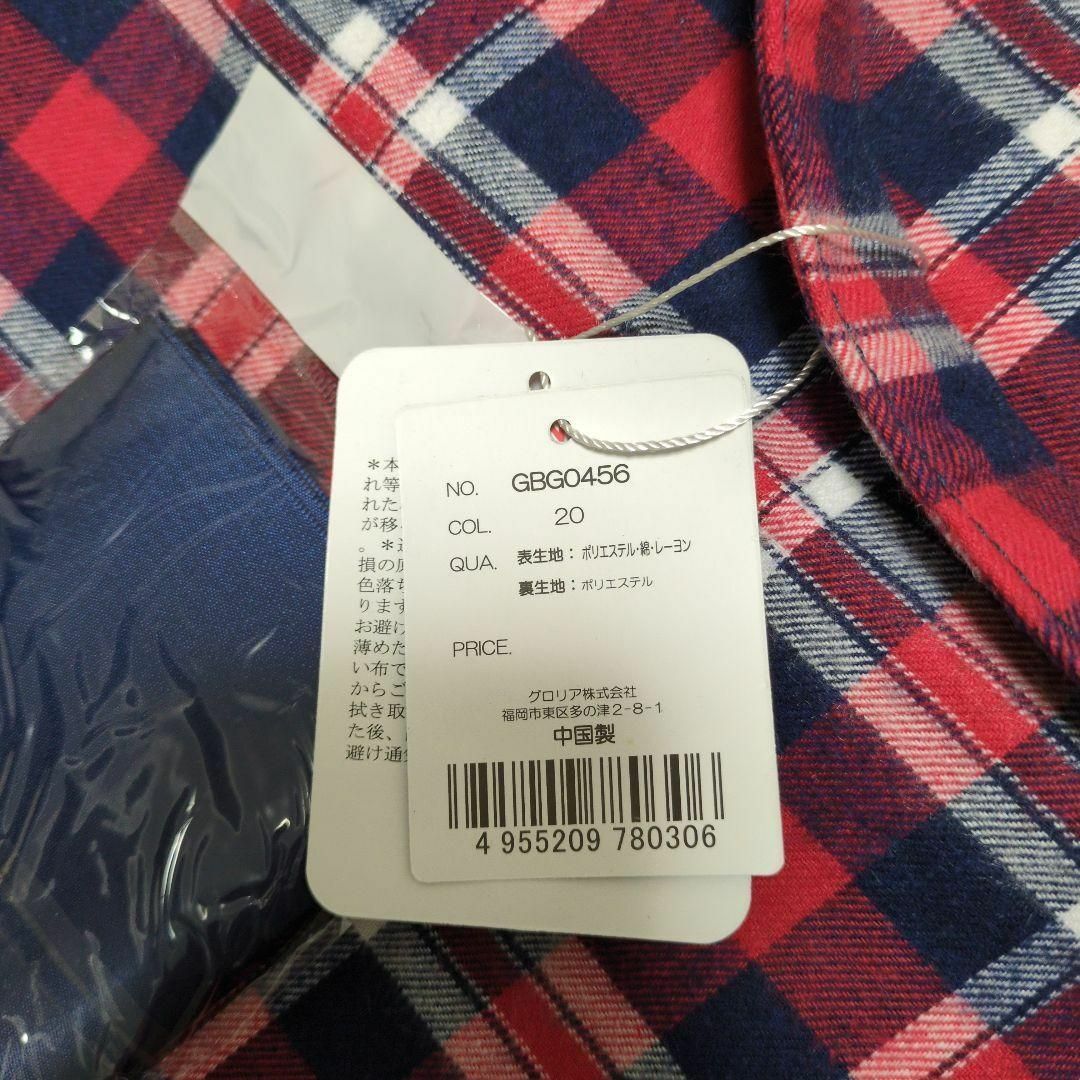 NO. GBG0456
COL. 20
QUA. 表生地：ポリエステル・綿・レーヨン
裏生地：ポリエステル
PRICE.
グロリア株式会社
福岡市東区多の津2-8-1
中国製
4 955209 780306
＊本
れ等
れた
が移
。＊
損の原
色落ち
ります
お避け
薄めた
い布で
からご
拭き取
た後、
避け通